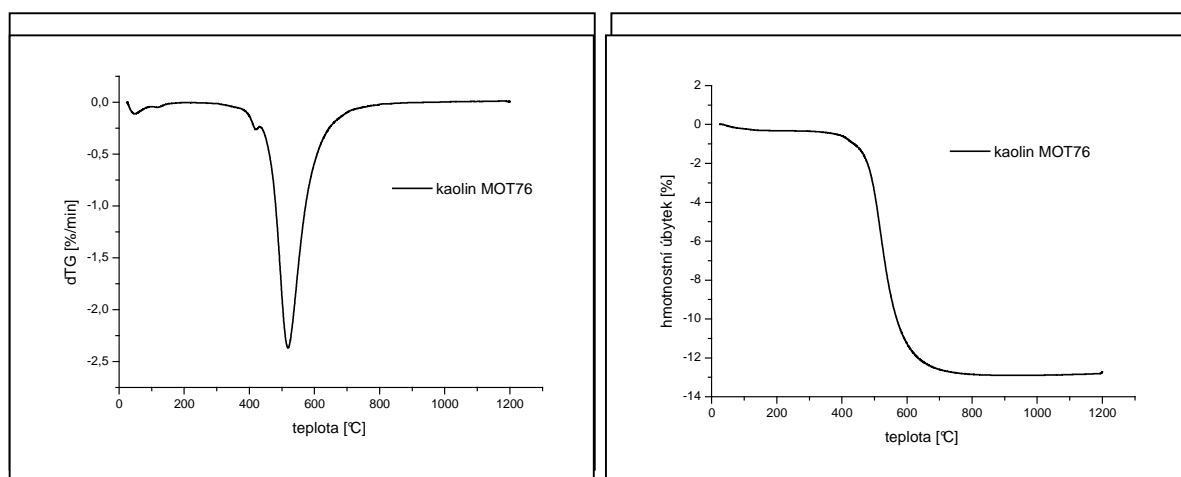 0,0
-0,5
-1,0
-1,5
-2,0
-2,5
0 200 400 600 800 1000 1200
dTG [%/min]
teplota [°C]
kaolin MOT76
2
0
-2
-4
-6
-8
-10
-12
-14
0 200 400 600 800 1000 1200
hmotnostní úbytek [%]
teplota [°C]
kaolin MOT76